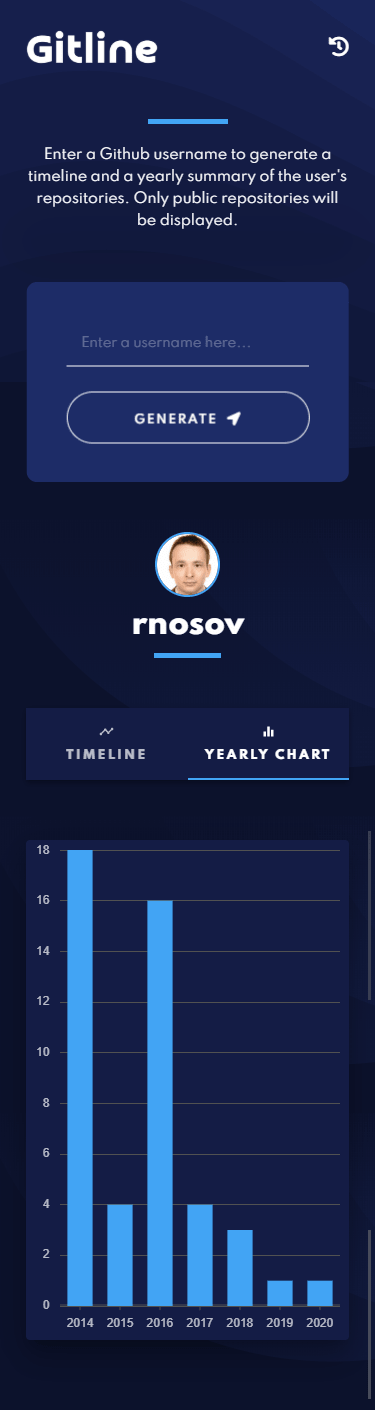 Gitline
Enter a Github username to generate a
timeline and a yearly summary of the user's
repositories. Only public repositories will
be displayed.
Enter a username here...
GENERATE
rnosov
TIMELINE
YEARLY CHART
18
16
14
12
10
8
6
4
2
0
2014 2015 2016 2017 2018 2019 2020